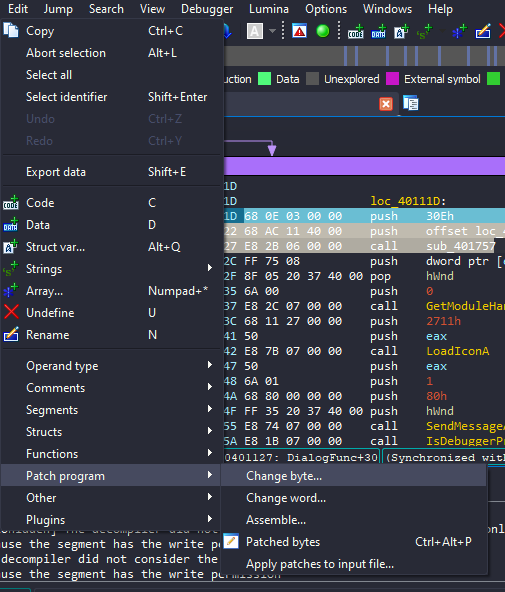 Edit Jump Search View Debugger Lumina Options Windows Help
Copy Ctrl+C
Abort selection Alt+L
Select all
Select identifier Shift+Enter
Undo Ctrl+Z
Redo Ctrl+Y
Export data Shift+E
Code C
Data D
Struct var... Alt+Q
Strings
Array... Numpad+*
Undefine U
Rename N
Operand type
Comments
Segments
Structs
Functions
Patch program
Other
Plugins
Change byte...
Change word...
Assemble...
Patched bytes Ctrl+Alt+P
Apply patches to input file...
A
CODE DATA
Data Unexplored External symbol
1D
1D loc_40111D:
1D 68 0E 03 00 00 push 30Eh
22 68 AC 11 40 00 push offset
27 E8 2B 06 00 00 call sub_401757
2C FF 75 08 push dword ptr
2F 8F 05 20 37 40 00 pop hWnd
35 6A 00 push 0
37 E8 2C 07 00 00 call GetModuleHan
3C 68 11 27 00 00 push 2711h
41 50 push eax
42 E8 7B 07 00 00 call LoadIconA
47 50 push eax
48 6A 01 push 1
4A 68 80 00 00 00 push 80h
4F FF 35 20 37 40 00 push hWnd
55 E8 74 07 00 00 call SendMessageA
5A E8 1B 07 00 00 call IsDebuggerPr
0401127: DialogFunc+30 (Synchronized with
use the segment has the write
decompiler did not consider the
use the segment has the write permission